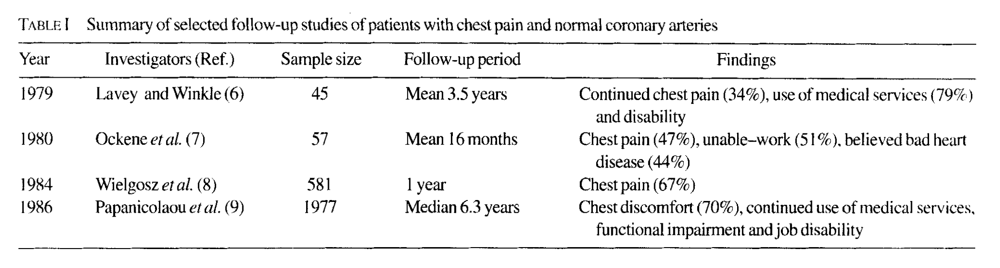 TABLE I Summary of selected follow-up studies of patients with chest pain and normal coronary arteries
Year Investigators (Ref.) Sample size Follow-up period Findings
1979 Lavey and Winkle (6) 45 Mean 3.5 years Continued chest pain (34%), use of medical services (79%)
and disability
1980 Ockene et al. (7) 57 Mean 16 months Chest pain (47%), unable–work (51%), believed bad heart
disease (44%)
1984 Wielgosz et al. (8) 581 1 year Chest pain (67%)
1986 Papanicolaou et al. (9) 1977 Median 6.3 years Chest discomfort (70%), continued use of medical services,
functional impairment and job disability